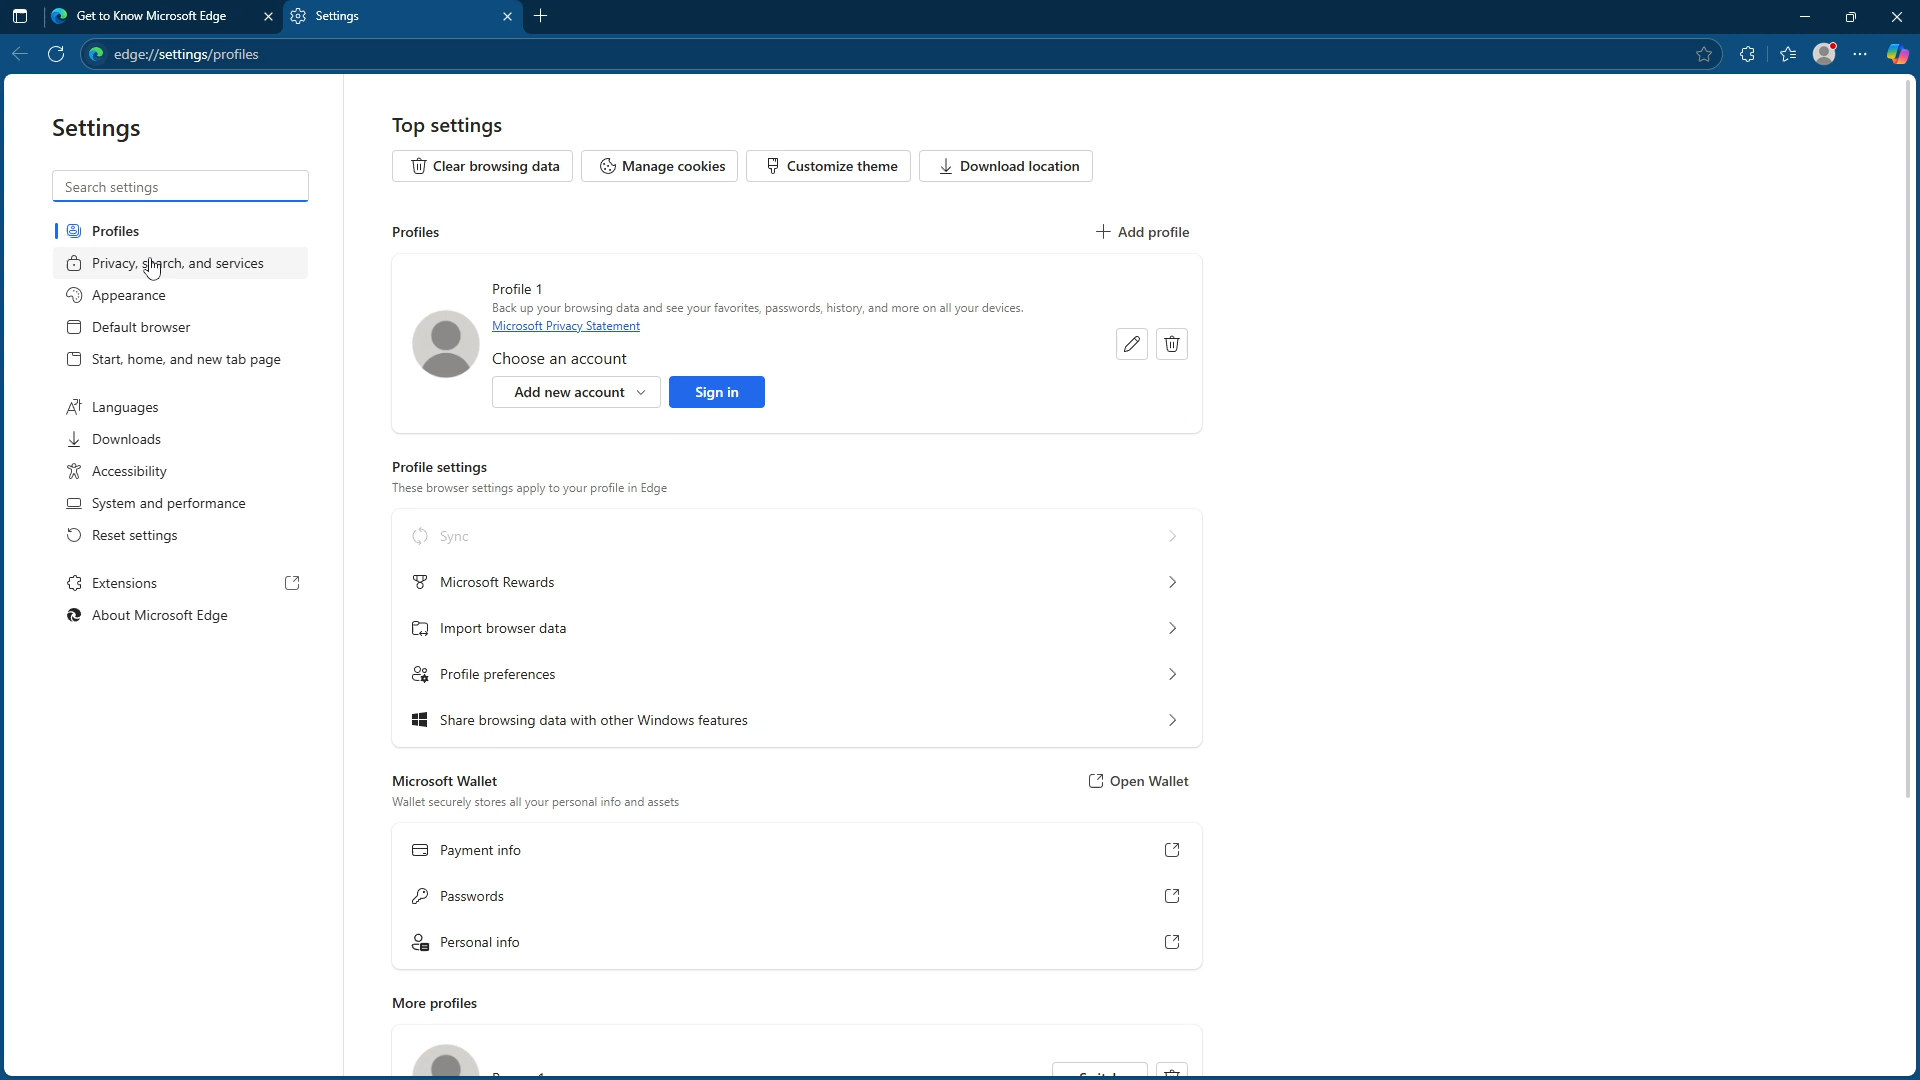 Get to Know Microsoft Edge
Settings
edge://settings/profiles
Settings
Search settings
Profiles
Privacy, search, and services
Appearance
Default browser
Start, home, and new tab page
Languages
Downloads
Accessibility
System and performance
Reset settings
Extensions
About Microsoft Edge
Top settings
Clear browsing data
Manage cookies
Customize theme
Download location
Profiles
Add profile
Profile 1
Back up your browsing data and see your favorites, passwords, history, and more on all your devices.
Microsoft Privacy Statement
Choose an account
Add new account
Sign in
Profile settings
These browser settings apply to your profile in Edge
Sync
Microsoft Rewards
Import browser data
Profile preferences
Share browsing data with other Windows features
Microsoft Wallet
Open Wallet
Wallet securely stores all your personal info and assets
Payment info
Passwords
Personal info
More profiles